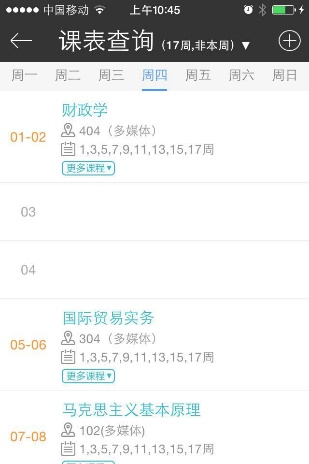 中国移动 上午10:45
课表查询 (17周,非本周) ▼
周一 周二 周三 周四 周五 周六 周日
财政学
01-02
404（多媒体）
1,3,5,7,9,11,13,15,17周
更多课程▼
03
04
国际贸易实务
05-06
304（多媒体）
1,3,5,7,9,11,13,15,17周
更多课程▼
马克思主义基本原理
07-08
102(多媒体)
1,3,5,7,9,11,13,15,17周